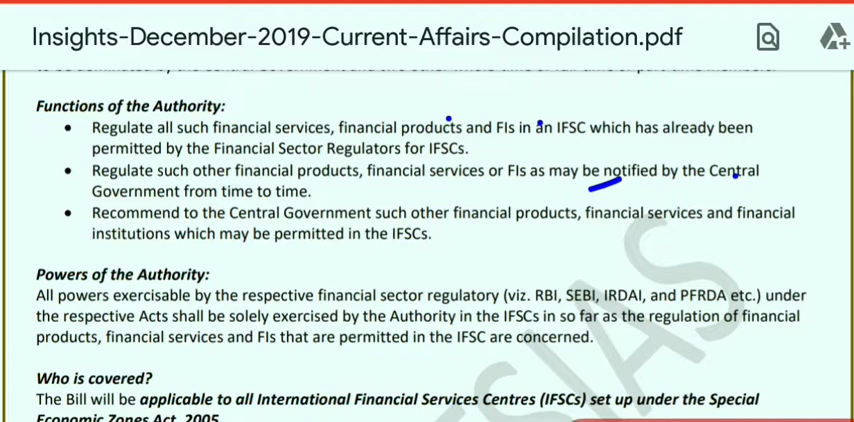 Insights-December-2019-Current-Affairs-Compilation.pdf
Functions of the Authority:
• Regulate all such financial services, financial products and FIs in an IFSC which has already been
permitted by the Financial Sector Regulators for IFSCs.
• Regulate such other financial products, financial services or FIs as may be notified by the Central
Government from time to time.
• Recommend to the Central Government such other financial products, financial services and financial
institutions which may be permitted in the IFSCs.
Powers of the Authority:
All powers exercisable by the respective financial sector regulatory (viz. RBI, SEBI, IRDAI, and PFRDA etc.) under
the respective Acts shall be solely exercised by the Authority in the IFSCs in so far as the regulation of financial
products, financial services and FIs that are permitted in the IFSC are concerned.
Who is covered?
The Bill will be applicable to all International Financial Services Centres (IFSCs) set up under the Special
Economic Zones Act, 2005.
SIAS